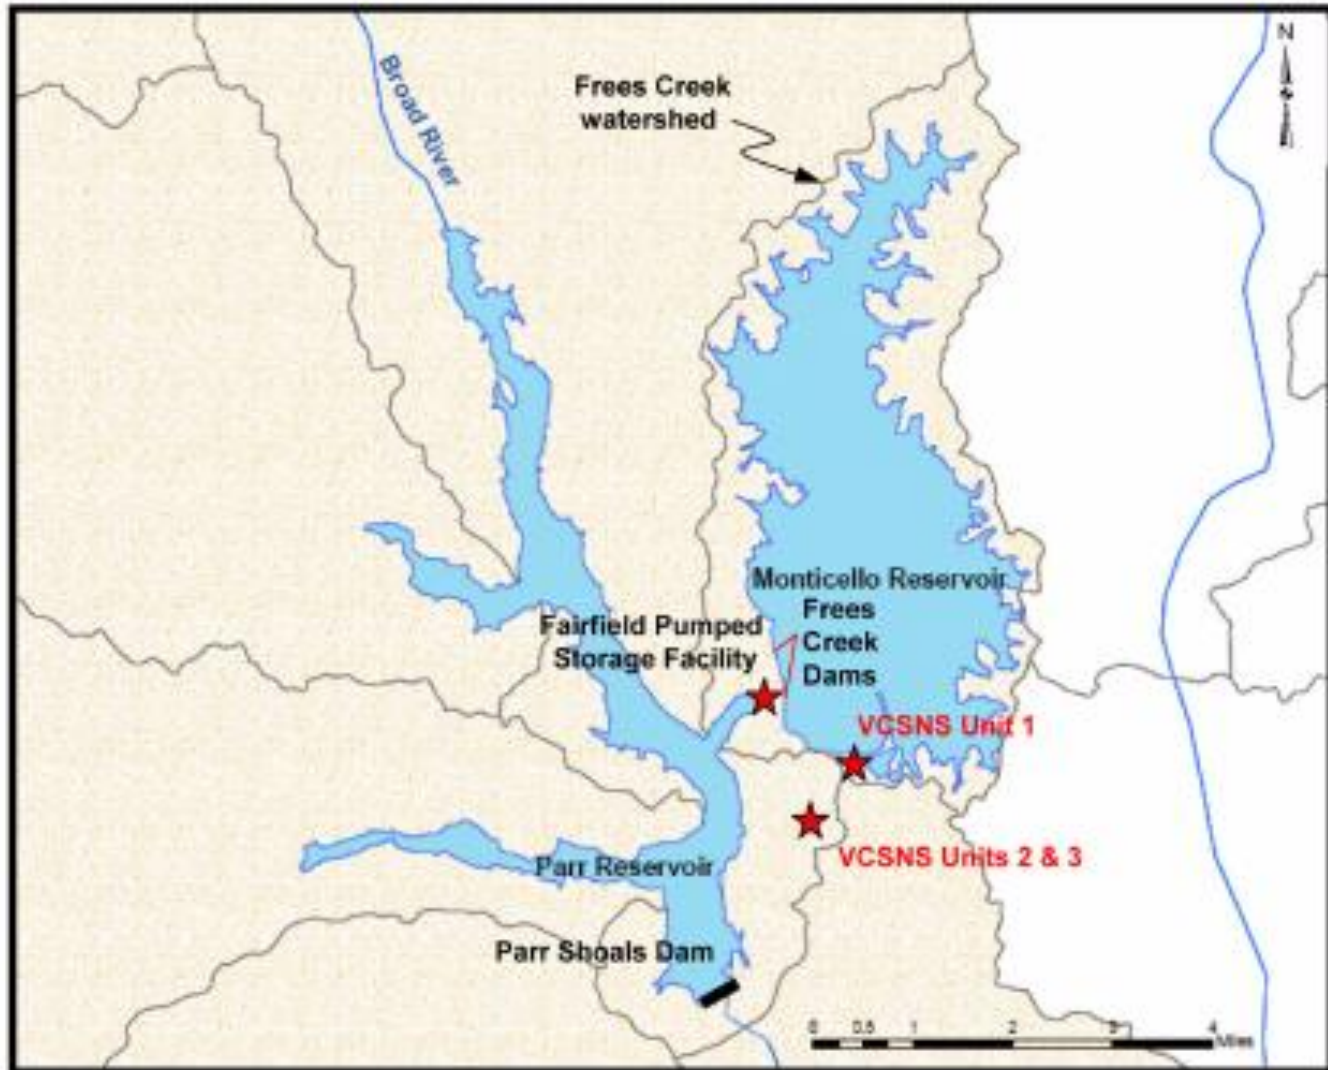 N
Frees Creek
watershed
Broad River
Monticello Reservoir
Frees
Creek
Dams
Fairfield Pumped
Storage Facility
VCSNS Unit 1
VCSNS Units 2 & 3
Parr Reservoir
Parr Shoals Dam
0 0.5 1 2 3 4
Miles